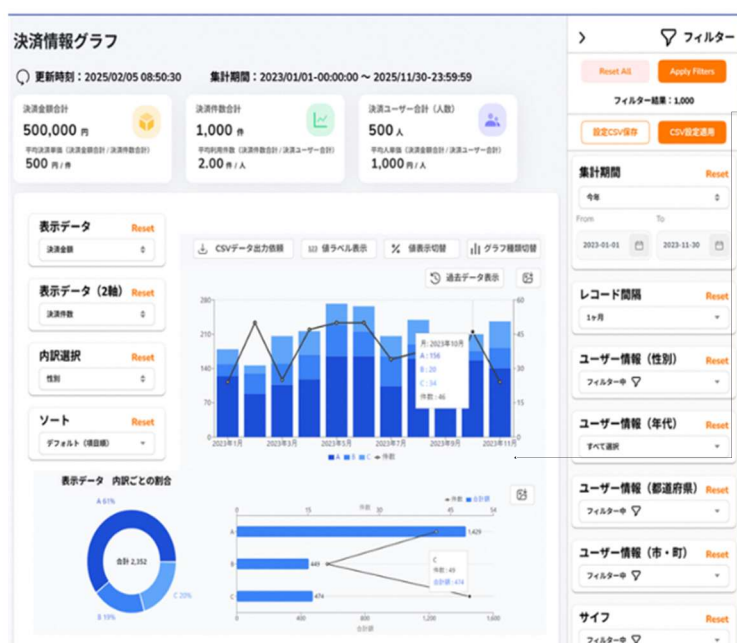 決済情報グラフ
更新時刻：2025/02/05 08:50:30 集計期間：2023/01/01-00:00:00 ～ 2025/11/30-23:59:59
決済金額合計
500,000 円
平均決済単価（決済金額合計/決済件数合計）
500 円/件
決済件数合計
1,000 件
平均利用件数（決済件数合計/決済ユーザー合計）
2.00 件/人
決済ユーザー合計（人数）
500 人
平均人単価（決済金額合計/決済ユーザー合計）
1,000 円/人
表示データ Reset
決済金額
表示データ（2軸） Reset
決済件数
内訳選択 Reset
性別
ソート Reset
デフォルト（項目順）
CSVデータ出力依頼 値ラベル表示 値表示切替 グラフ種類切替
過去データ表示
280
210
140
70
0
60
45
30
15
0
月: 2023年10月
A : 156
B : 20
C : 34
件数 : 46
2023年1月 2023年3月 2023年5月 2023年7月 2023年9月 2023年11月
A B C 件数
表示データ 内訳ごとの割合
A 61%
合計 2,352
C 20%
B 19%
件数 合計額
0 15 件数 30 45 54
A 1,429
B 449
C 474
C
件数 : 49
合計額 : 474
0 400 800 1,200 1,600
合計額
フィルター
Reset All Apply Filters
フィルター結果：1,000
設定CSV保存 CSV設定適用
集計期間 Reset
今年
From To
2023-01-01 2023-11-30
レコード間隔 Reset
1ヶ月
ユーザー情報（性別） Reset
フィルター中
ユーザー情報（年代） Reset
すべて選択
ユーザー情報（都道府県） Reset
フィルター中
ユーザー情報（市・町） Reset
フィルター中
サイフ Reset
フィルター中